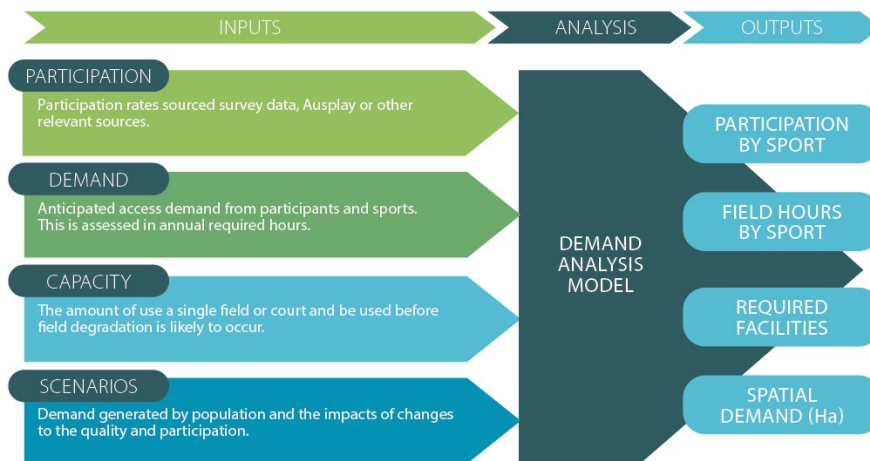 INPUTS
ANALYSIS
OUTPUTS
PARTICIPATION
Participation rates sourced survey data, Ausplay or other
relevant sources.
DEMAND
Anticipated access demand from participants and sports.
This is assessed in annual required hours.
CAPACITY
The amount of use a single field or court and be used before
field degradation is likely to occur.
SCENARIOS
Demand generated by population and the impacts of changes
to the quality and participation.
DEMAND
ANALYSIS
MODEL
PARTICIPATION
BY SPORT
FIELD HOURS
BY SPORT
REQUIRED
FACILITIES
SPATIAL
DEMAND (Ha)